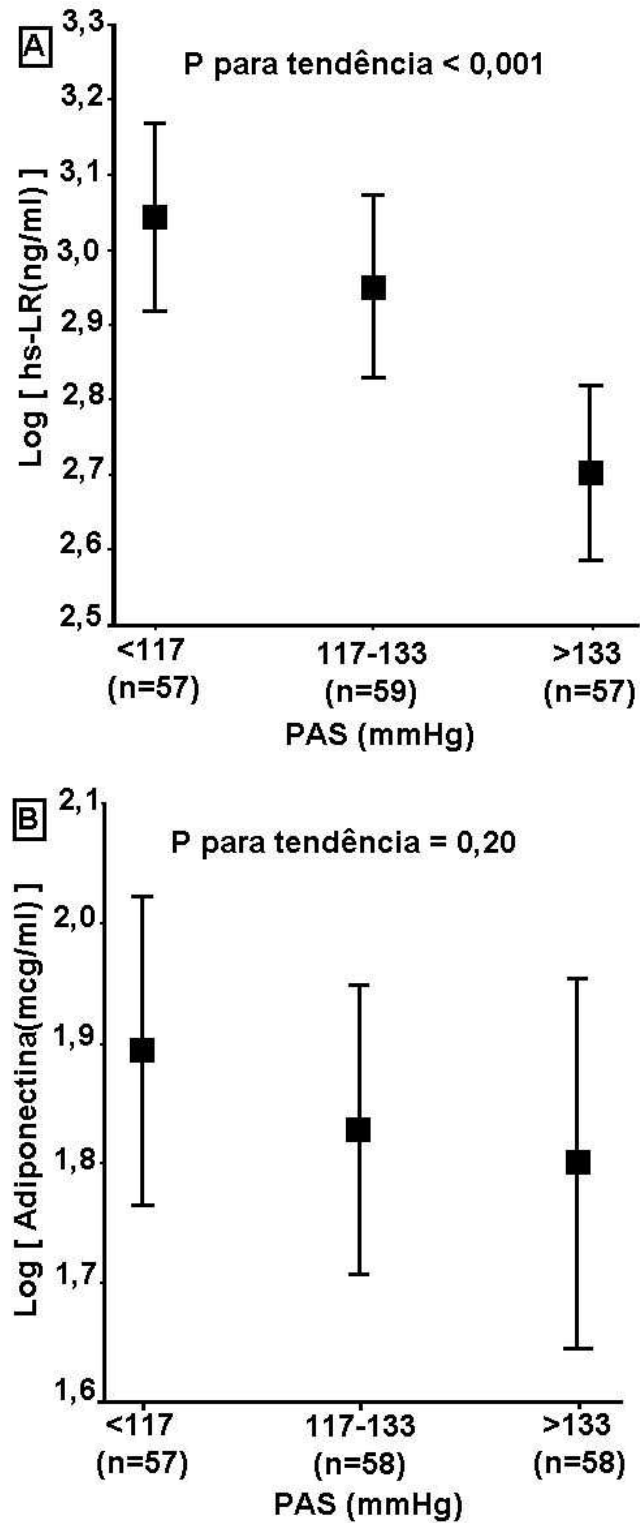 A
P para tendência < 0,001
Log [ hs-LR(ng/ml) ]
3,3
3,2
3,1
3,0
2,9
2,8
2,7
2,6
2,5
<117 117-133 >133
(n=57) (n=59) (n=57)
PAS (mmHg)
B
P para tendência = 0,20
Log [ Adiponectina(mcg/ml) ]
2,1
2,0
1,9
1,8
1,7
1,6
<117 117-133 >133
(n=57) (n=58) (n=58)
PAS (mmHg)